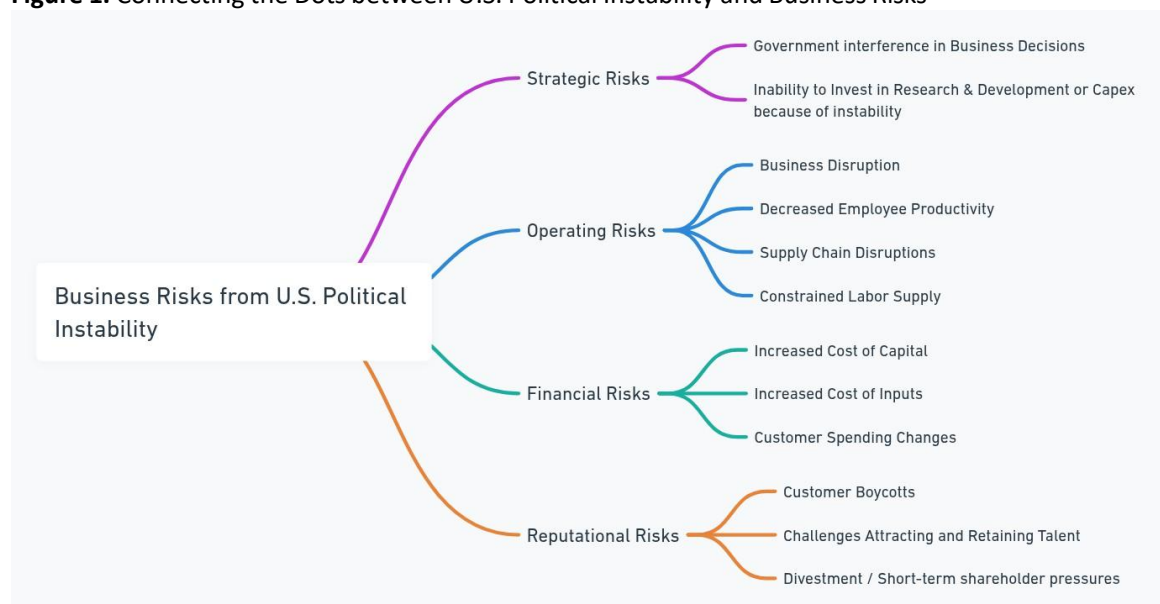 Figure 1. Connecting the Dots between U.S. Political Instability and Business Risks
Business Risks from U.S. Political
Instability
Strategic Risks
Government interference in Business Decisions
Inability to Invest in Research & Development or Capex
because of instability
Operating Risks
Business Disruption
Decreased Employee Productivity
Supply Chain Disruptions
Constrained Labor Supply
Financial Risks
Increased Cost of Capital
Increased Cost of Inputs
Customer Spending Changes
Reputational Risks
Customer Boycotts
Challenges Attracting and Retaining Talent
Divestment / Short-term shareholder pressures